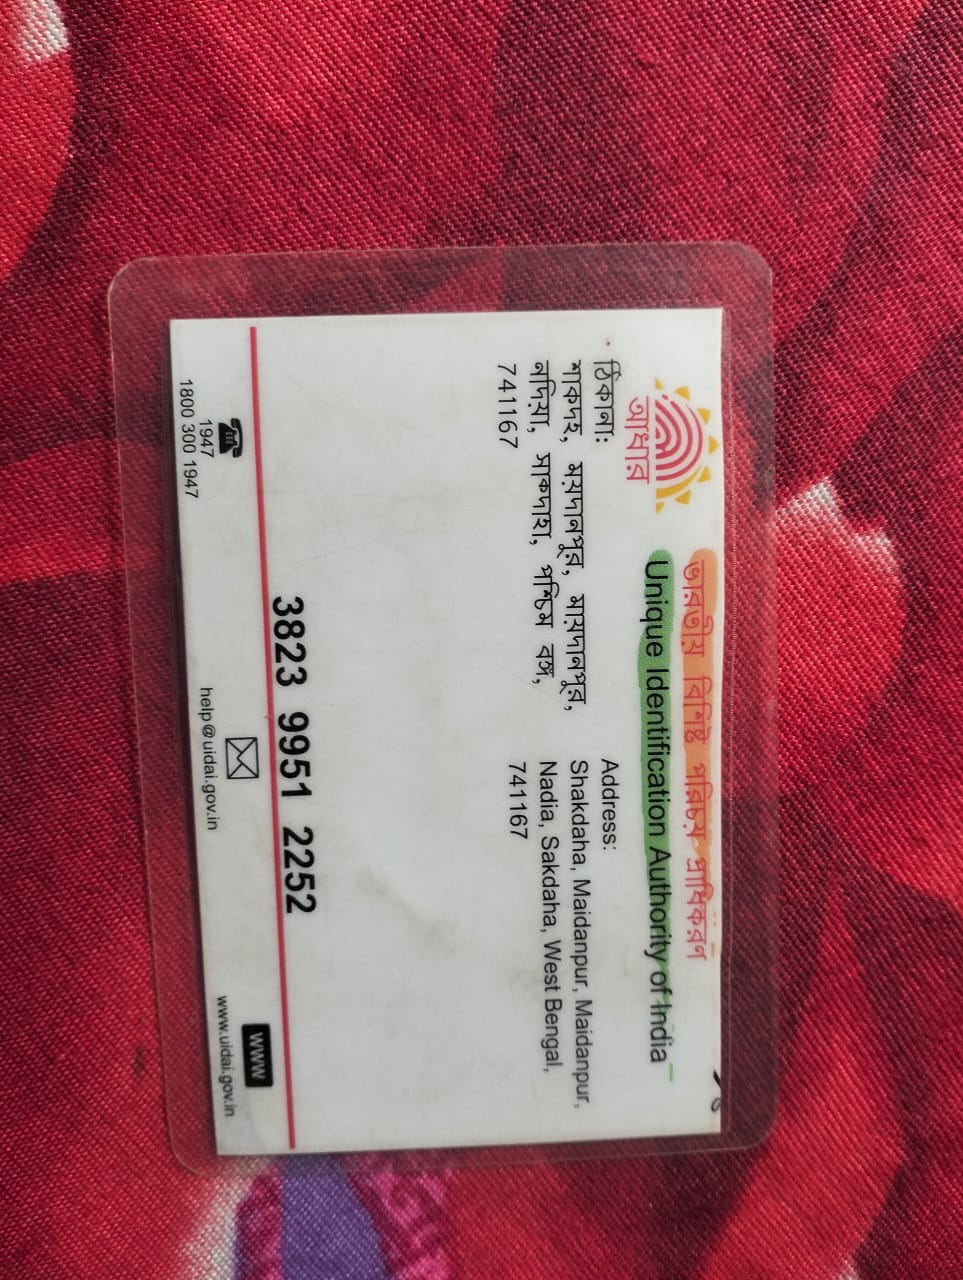 ভারতীয় বিশিষ্ট পরিচয় প্রাধিকরণ
Unique Identification Authority of India
আধার
ঠিকানা:
শাকদহ, ময়দানপুর, মায়দানপুর,
নদিয়া, সাকদাহা, পশ্চিম বঙ্গ,
741167
Address:
Shakdaha, Maidanpur, Maidanpur,
Nadia, Sakdaha, West Bengal,
741167
3823 9951 2252
1947
1800 300 1947
help@uidai.gov.in
WWW
www.uidai.gov.in